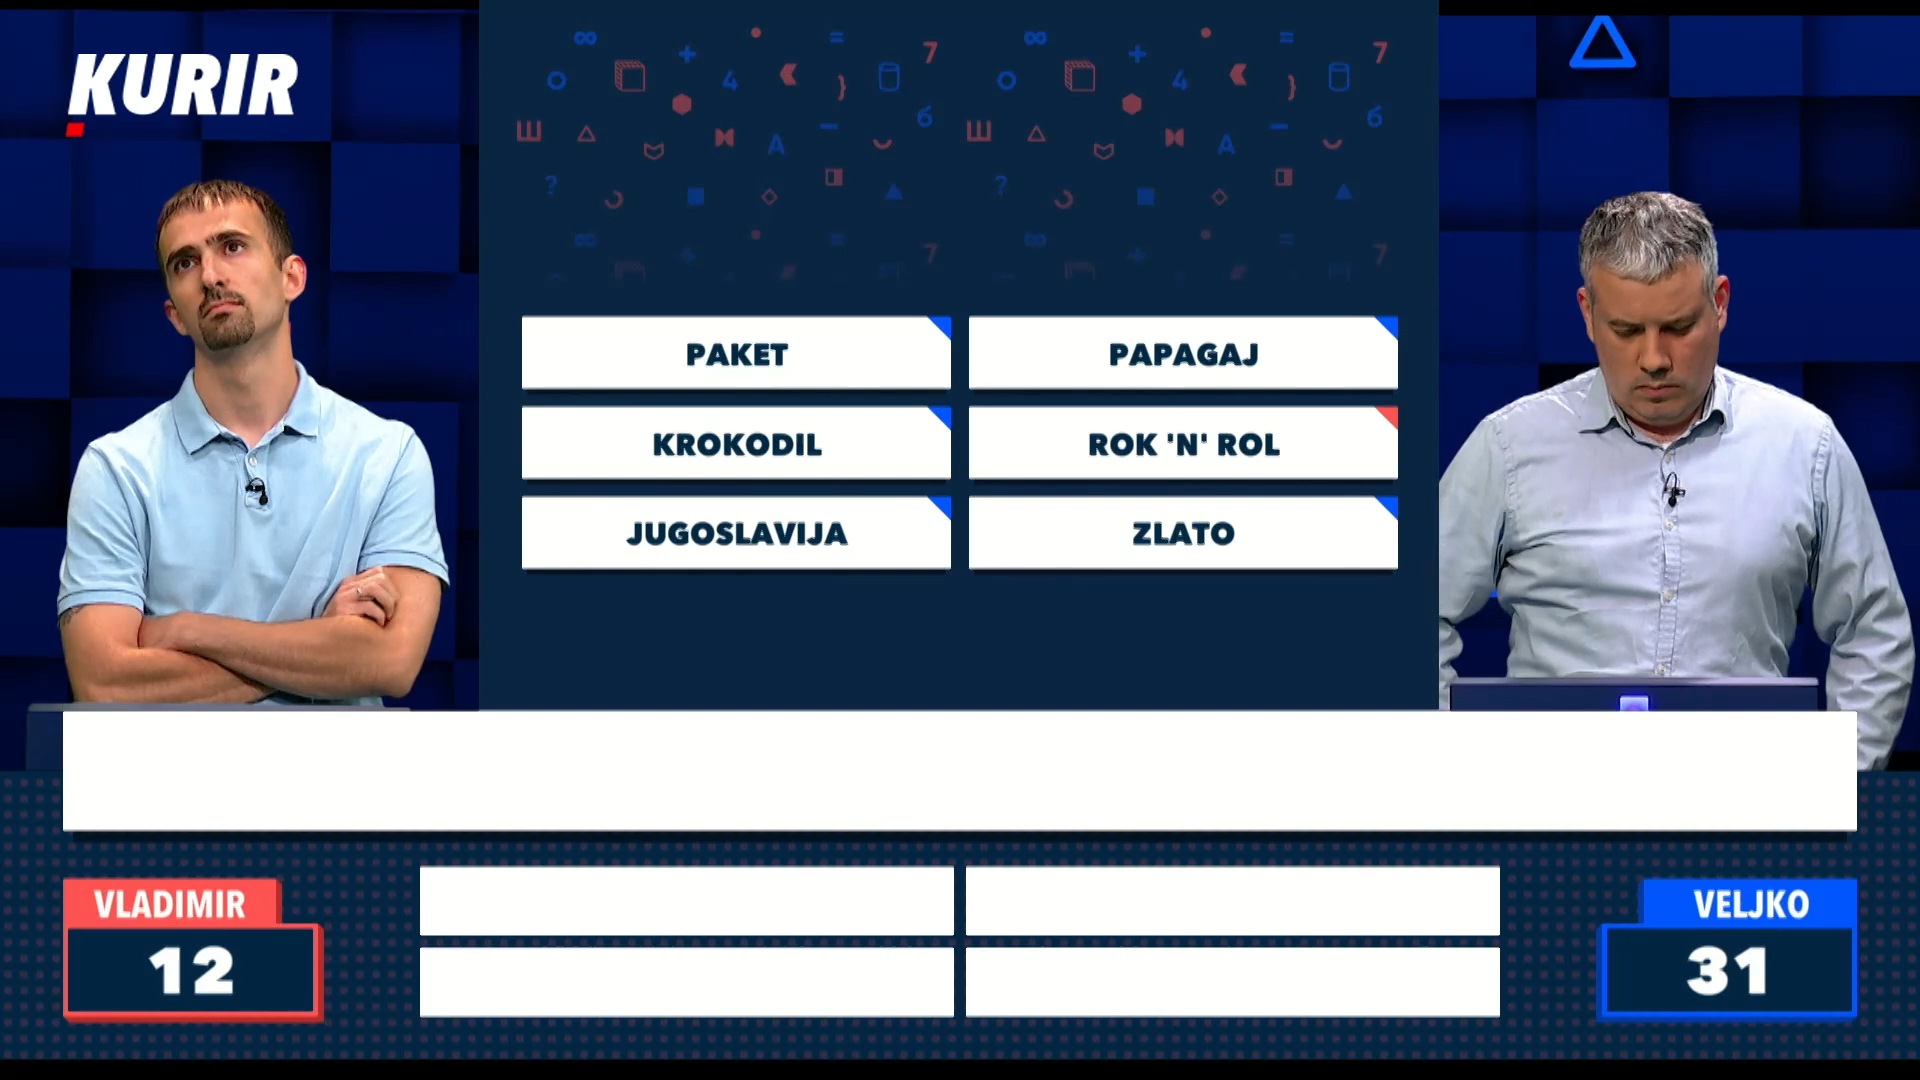 KURIR
PAKET
PAPAGAJ
KROKODIL
ROK 'N' ROL
JUGOSLAVIJA
ZLATO
VLADIMIR
12
VELJKO
31